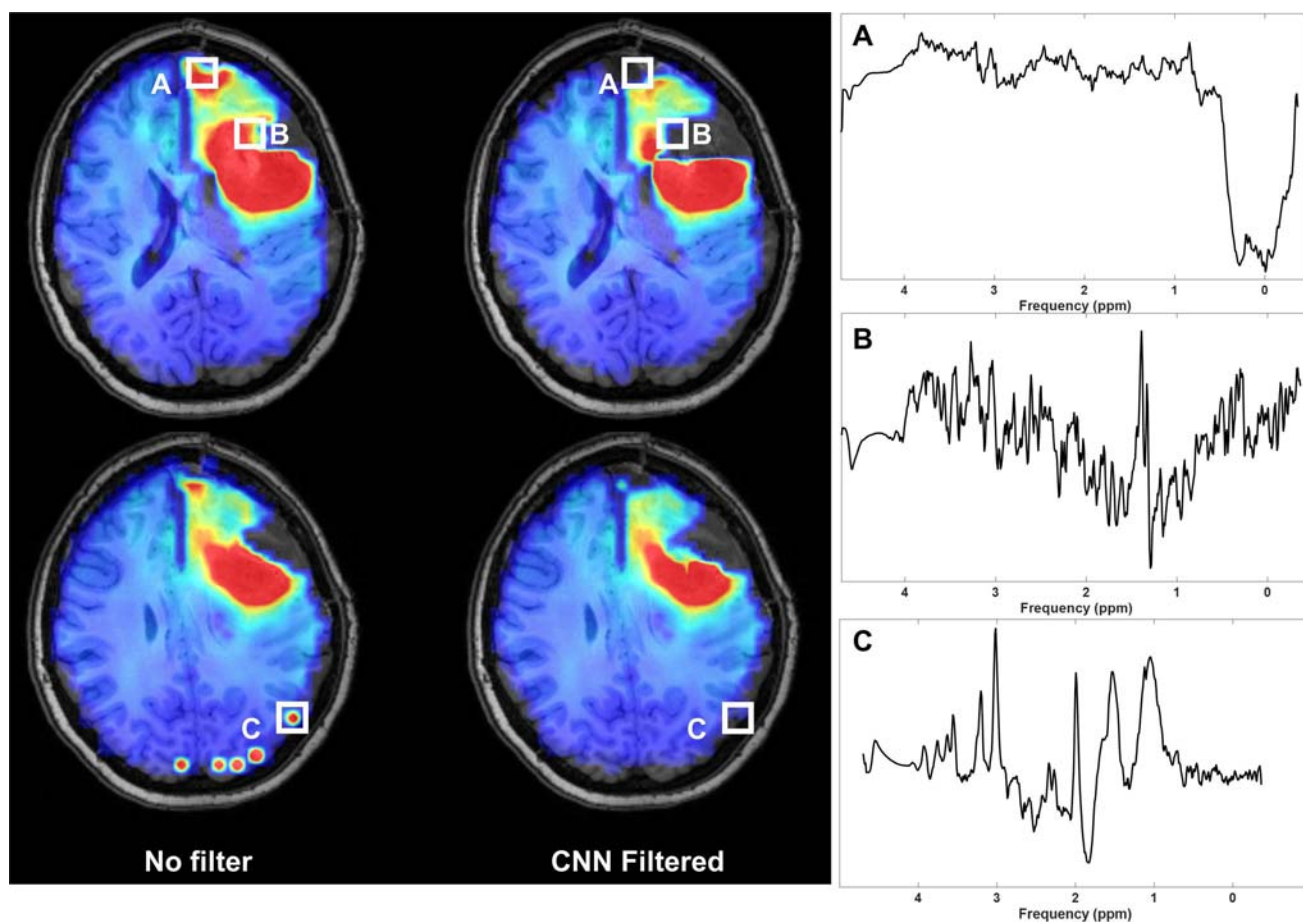 A
B
A
B
C
C
No filter
CNN Filtered
A
4 3 2 1 0
Frequency (ppm)
B
4 3 2 1 0
Frequency (ppm)
C
4 3 2 1 0
Frequency (ppm)